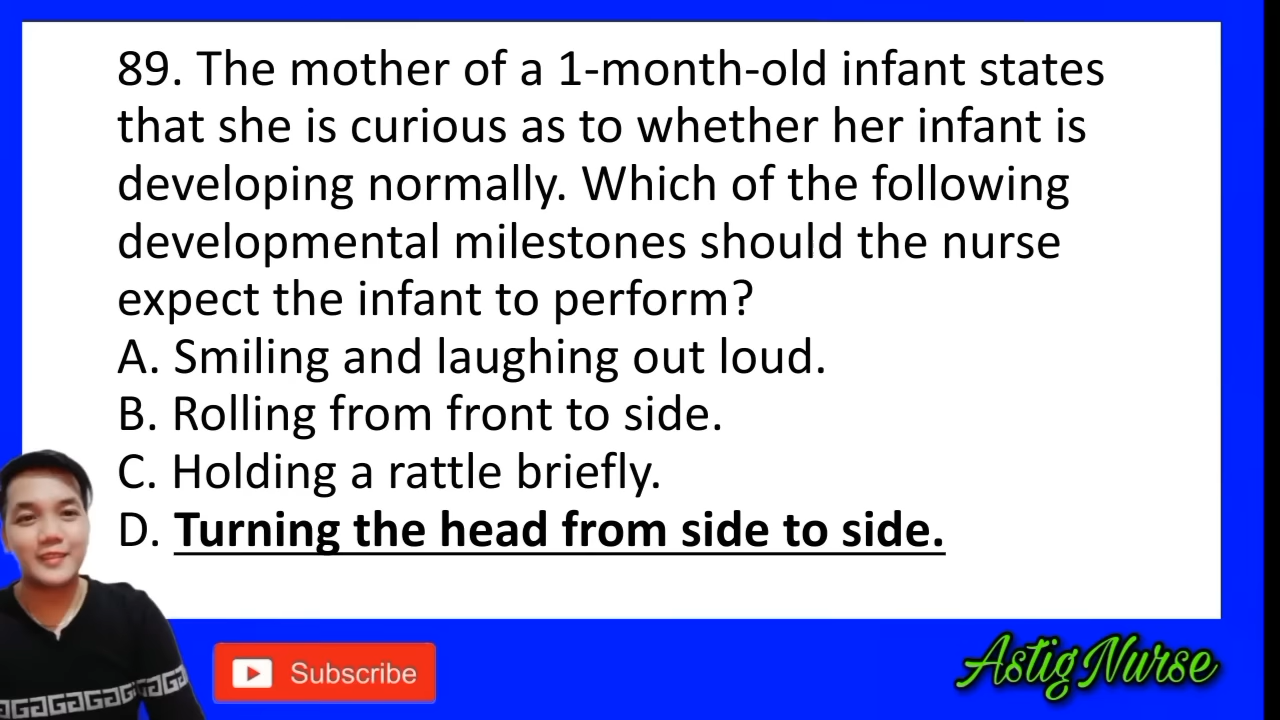 89. The mother of a 1-month-old infant states
that she is curious as to whether her infant is
developing normally. Which of the following
developmental milestones should the nurse
expect the infant to perform?
A. Smiling and laughing out loud.
B. Rolling from front to side.
C. Holding a rattle briefly.
D. Turning the head from side to side.
Subscribe
Astig Nurse